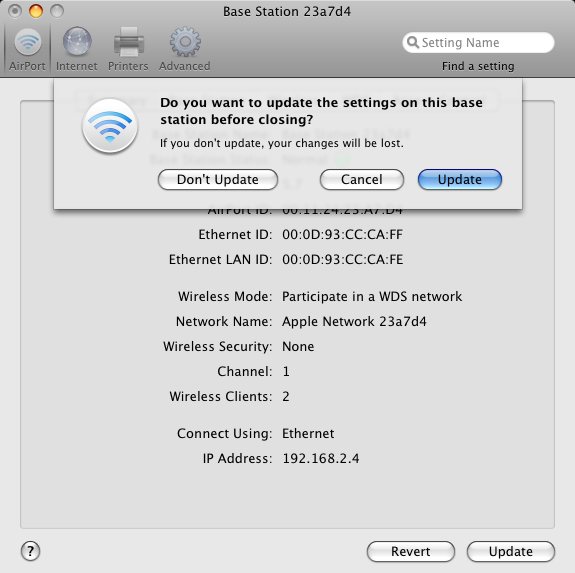 Base Station 23a7d4
AirPort Internet Printers Advanced
Setting Name
Find a setting
Do you want to update the settings on this base
station before closing?
If you don't update, your changes will be lost.
Don't Update Cancel Update
AirPort ID: 00:11:24:23:A7:D4
Ethernet ID: 00:0D:93:CC:CA:FF
Ethernet LAN ID: 00:0D:93:CC:CA:FE
Wireless Mode: Participate in a WDS network
Network Name: Apple Network 23a7d4
Wireless Security: None
Channel: 1
Wireless Clients: 2
Connect Using: Ethernet
IP Address: 192.168.2.4
? Revert Update